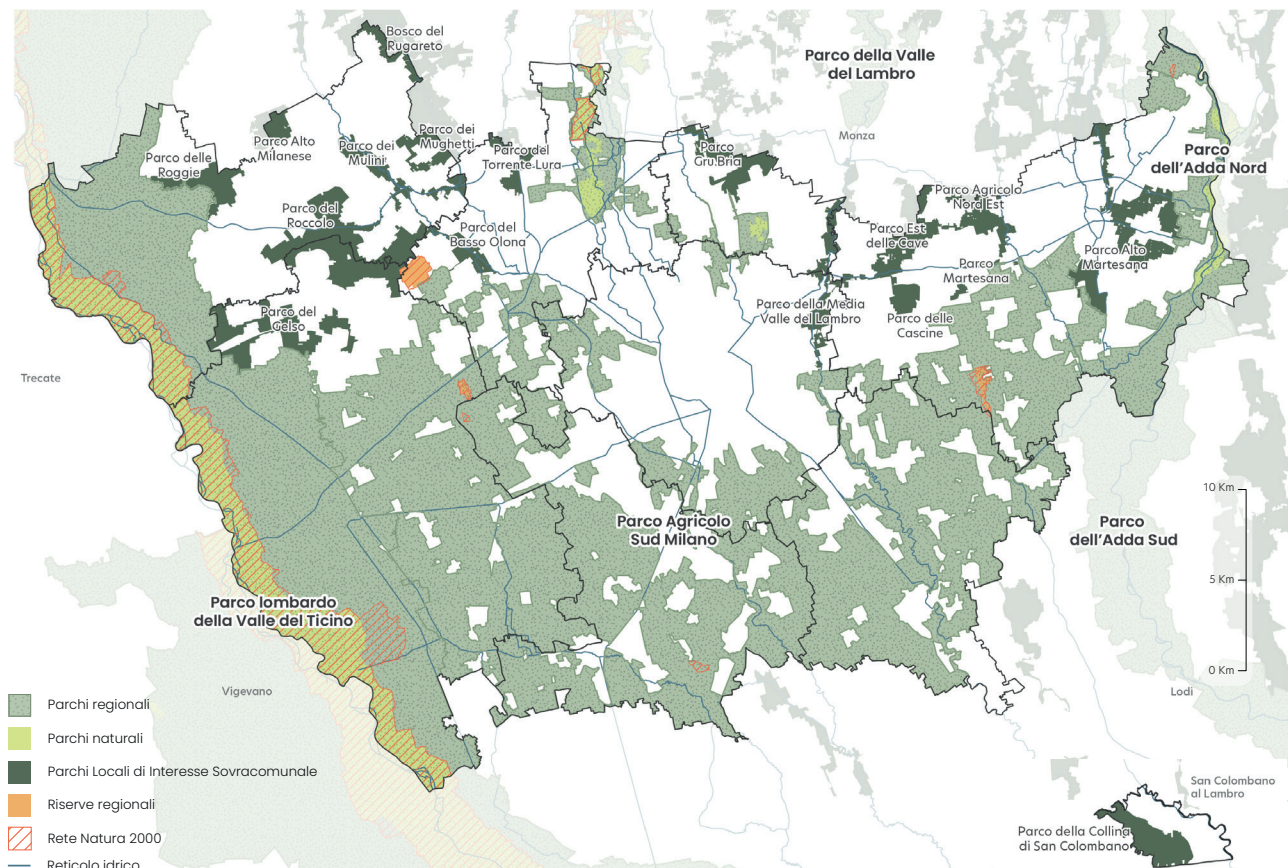 Bosco del
Rugareto
Parco della Valle
del Lambro
Parco Alto
Milanese
Parco dei
Mughetti
Parco dei
Mulini
Parco del
Torrente Lura
Parco
Gru.Bria
Monza
Parco
dell'Adda Nord
Parco delle
Roggie
Parco Agricolo
Nord Est
Parco del
Roccolo
Parco del
Basso Olona
Parco Est
delle Cave
Parco Alto
Martesana
Parco
Martesana
Parco del
Gelso
Parco della Media
Valle del Lambro
Parco delle
Cascine
Trecate
10 Km
Parco Agricolo
Sud Milano
Parco
dell'Adda Sud
5 Km
Parco lombardo
della Valle del Ticino
0 Km
Vigevano
Lodi
Parchi regionali
Parchi naturali
Parchi Locali di Interesse Sovracomunale
Riserve regionali
Rete Natura 2000
Reticolo idrico
San Colombano
al Lambro
Parco della Collina
di San Colombano